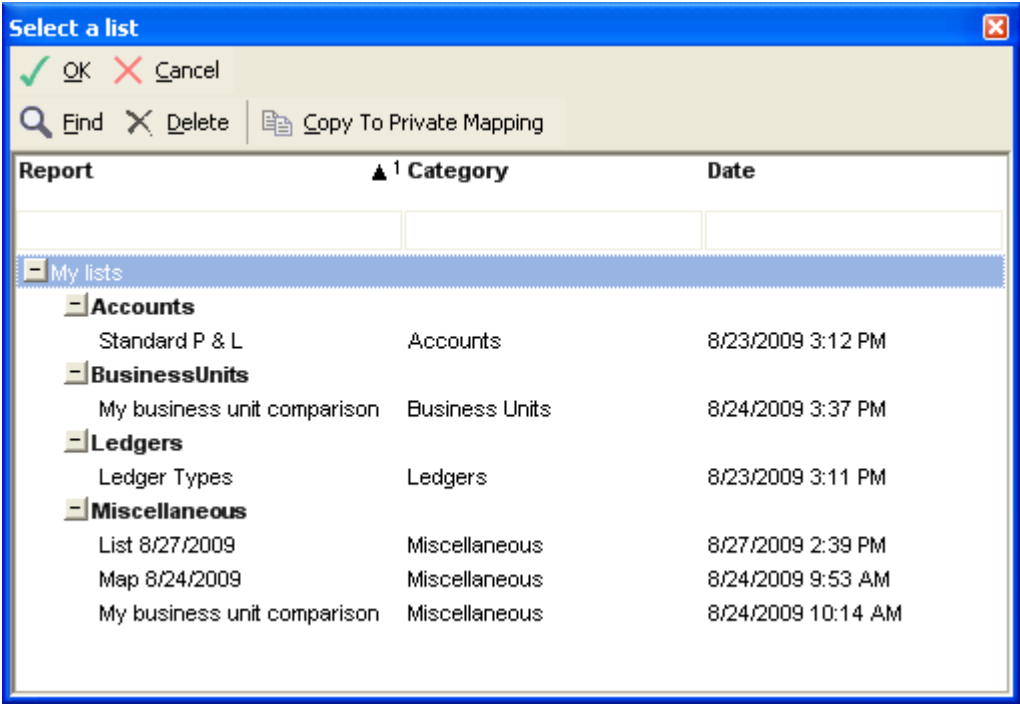 Select a list
OK Cancel
Find Delete Copy To Private Mapping
Report 1 Category Date
My lists
Accounts
Standard P & L Accounts 8/23/2009 3:12 PM
BusinessUnits
My business unit comparison Business Units 8/24/2009 3:37 PM
Ledgers
Ledger Types Ledgers 8/23/2009 3:11 PM
Miscellaneous
List 8/27/2009 Miscellaneous 8/27/2009 2:39 PM
Map 8/24/2009 Miscellaneous 8/24/2009 9:53 AM
My business unit comparison Miscellaneous 8/24/2009 10:14 AM